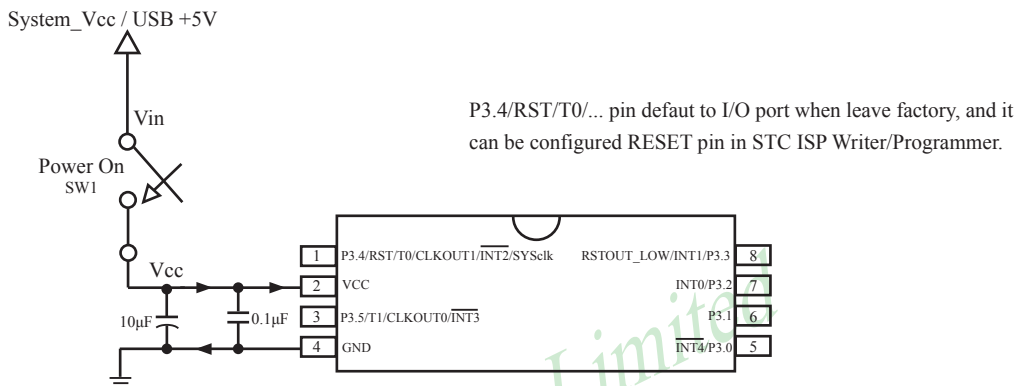 System_Vcc / USB +5V
P3.4/RST/T0/... pin defaut to I/O port when leave factory, and it
can be configured RESET pin in STC ISP Writer/Programmer.
Vin
Power On
SW1
Vcc
10μF
0.1μF
1 P3.4/RST/T0/CLKOUT1/INT2/SYSclk
2 VCC
3 P3.5/T1/CLKOUT0/INT3
4 GND
RSTOUT_LOW/INT1/P3.3 8
INT0/P3.2 7
P3.1 6
INT4/P3.0 5
Limited